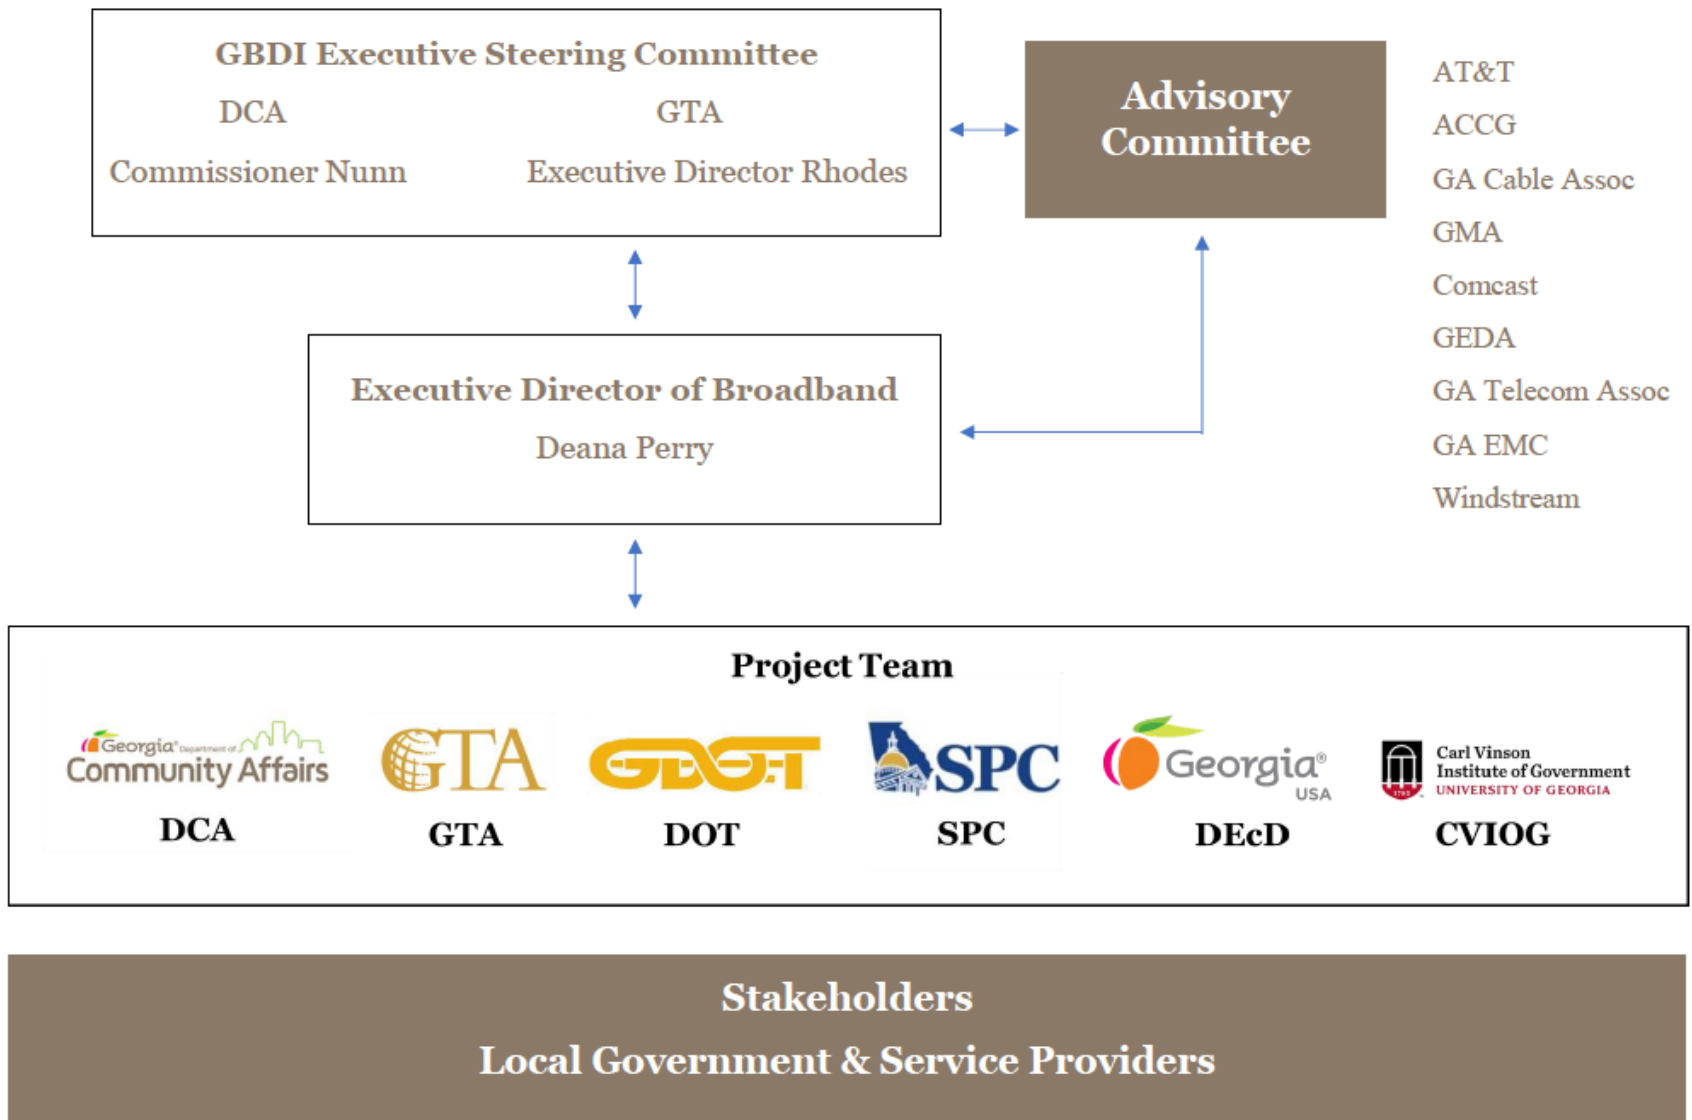 GBDI Executive Steering Committee
DCA
GTA
Commissioner Nunn
Executive Director Rhodes
Advisory
Committee
AT&T
ACCG
GA Cable Assoc
GMA
Comcast
GEDA
GA Telecom Assoc
GA EMC
Windstream
Executive Director of Broadband
Deana Perry
Project Team
Georgia® Department of
Community Affairs
GTA
GDOT
SPC
Georgia®
USA
Carl Vinson
Institute of Government
UNIVERSITY OF GEORGIA
1785
DCA
GTA
DOT
SPC
DEcD
CVIOG
Stakeholders
Local Government & Service Providers